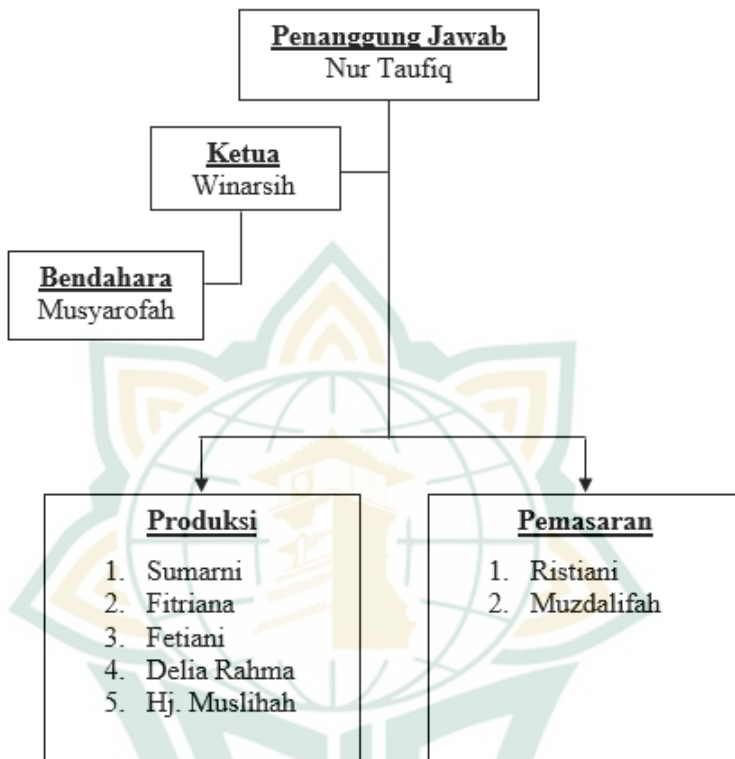 Penanggung Jawab
Nur Taufiq
Ketua
Winarsih
Bendahara
Musyarofah
Produksi
1. Sumarni
2. Fitriana
3. Fetiani
4. Delia Rahma
5. Hj. Muslihah
Pemasaran
1. Ristiani
2. Muzdalifah